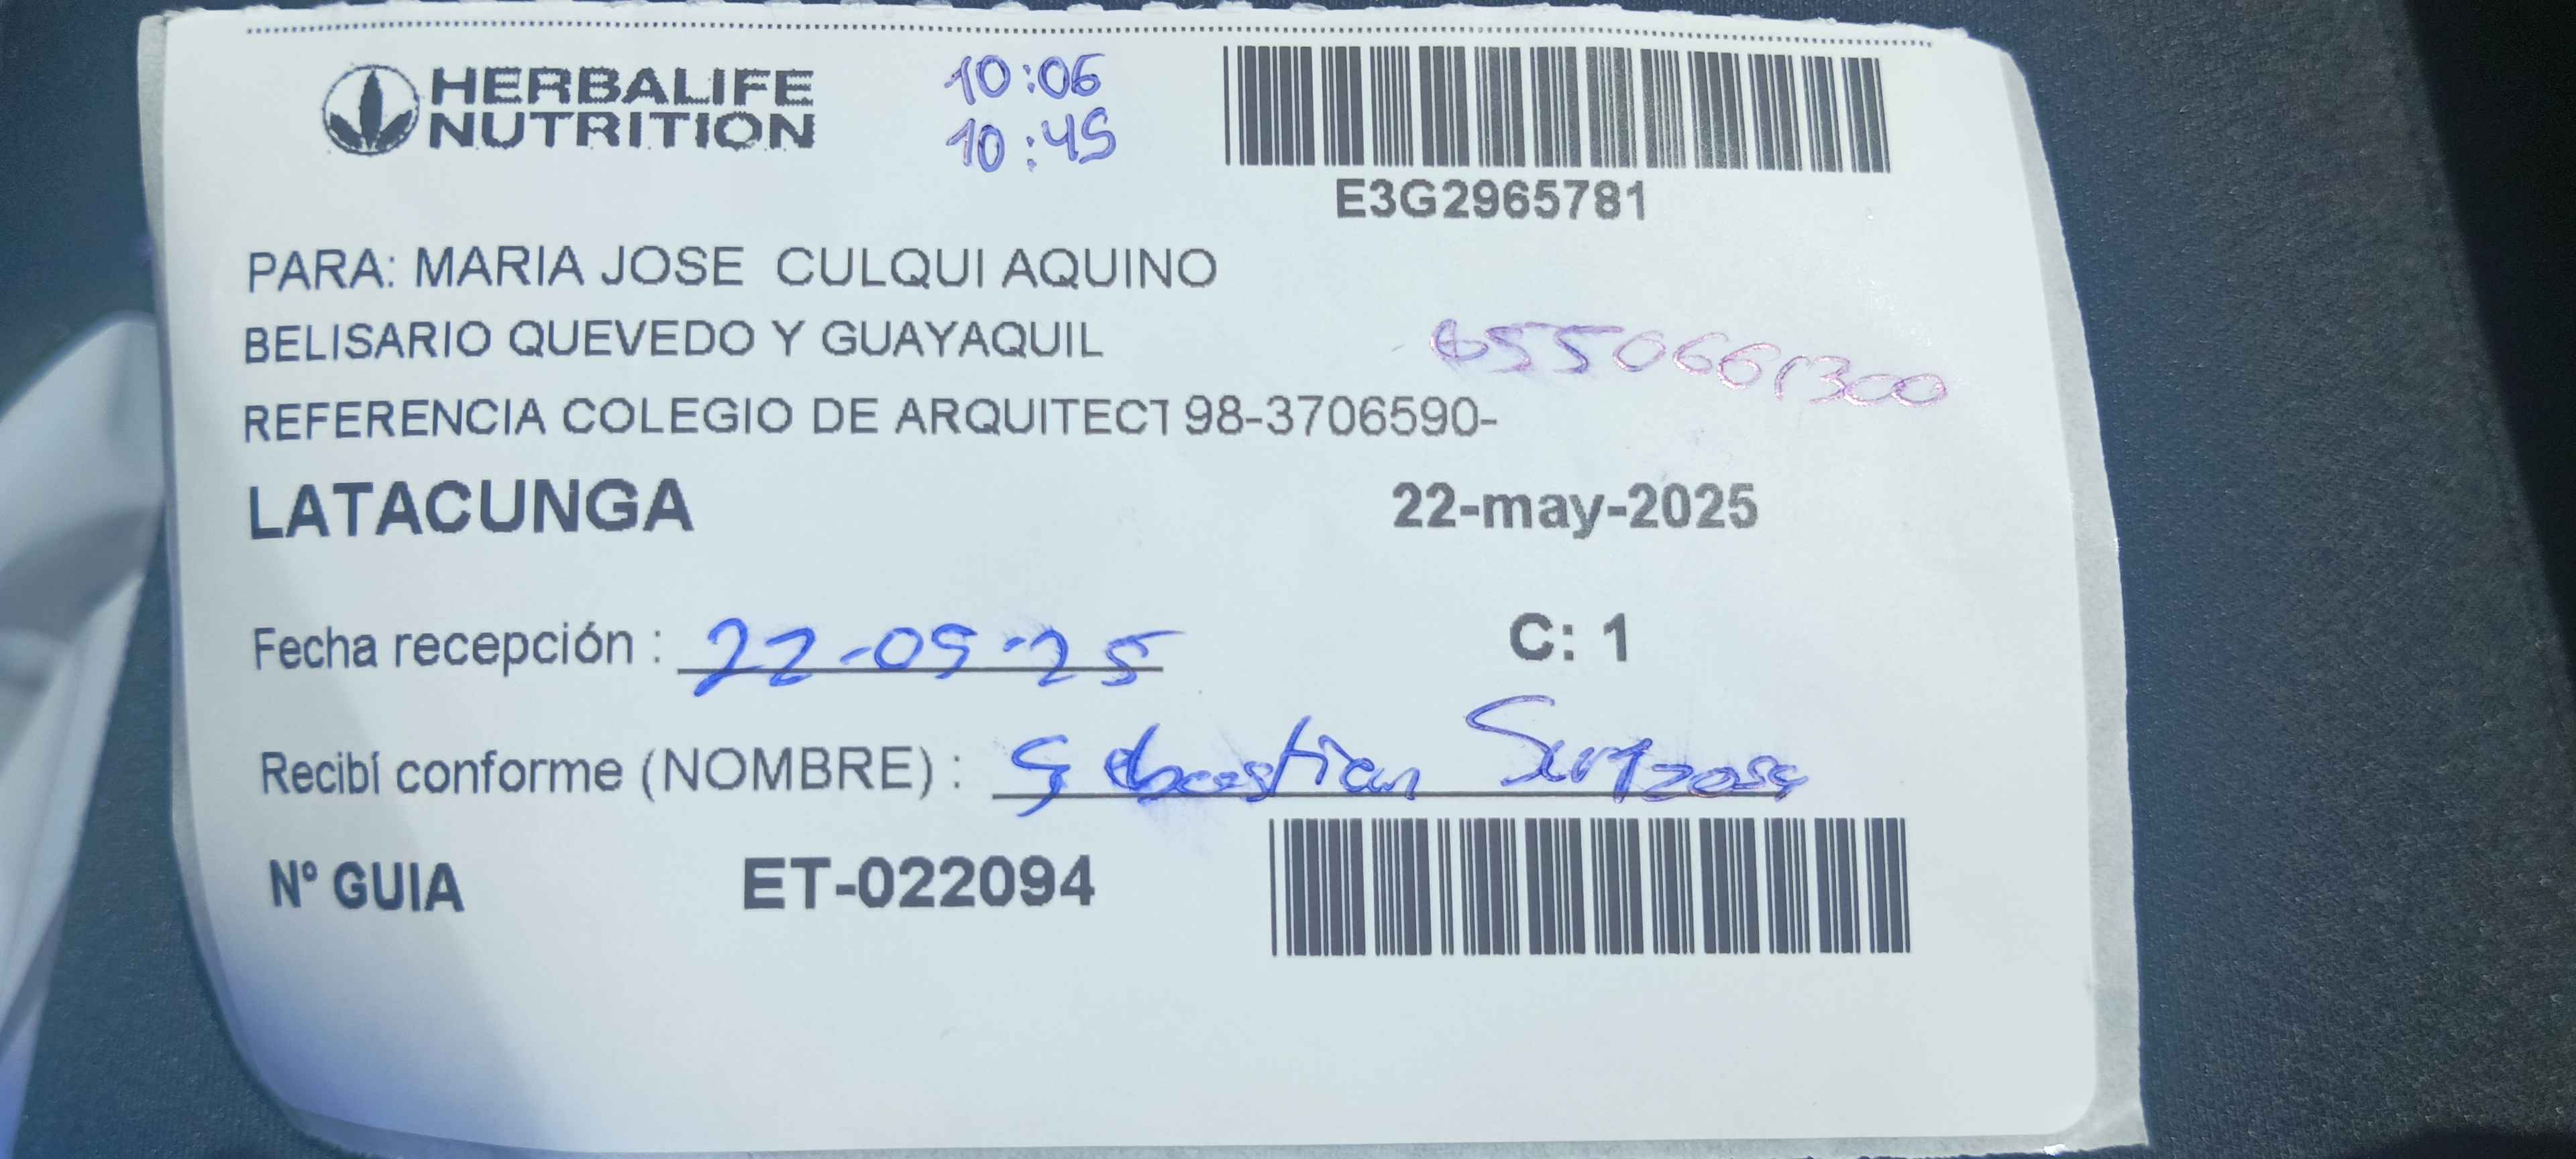 HERBALIFE
NUTRITION
10:06
10:45
E3G2965781
PARA: MARIA JOSE CULQUI AQUINO
BELISARIO QUEVEDO Y GUAYAQUIL
REFERENCIA COLEGIO DE ARQUITECT 98-3706590-
LATACUNGA
22-may-2025
Fecha recepción : 22-05-25
C: 1
Recibí conforme (NOMBRE) : Sebastian
Nº GUIA ET-022094